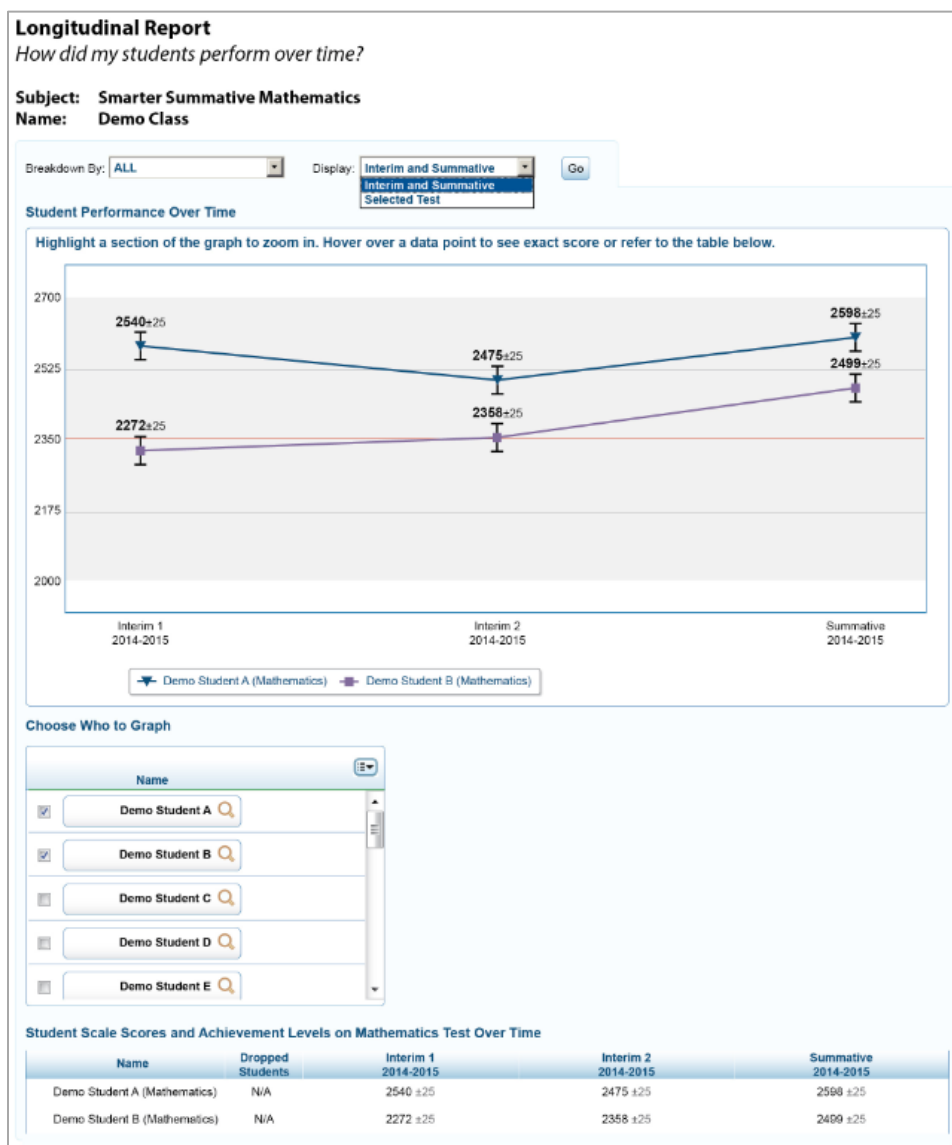 Longitudinal Report
How did my students perform over time?
Subject: Smarter Summative Mathematics
Name: Demo Class
Breakdown By: ALL Display: Interim and Summative Go
Interim and Summative
Selected Test
Student Performance Over Time
Highlight a section of the graph to zoom in. Hover over a data point to see exact score or refer to the table below.
2700
2540±25
2598±25
2475±25
2499±25
2525
2358±25
2272±25
2350
2175
2000
Interim 1 Interim 2 Summative
2014-2015 2014-2015 2014-2015
Demo Student A (Mathematics) Demo Student B (Mathematics)
Choose Who to Graph
Name
Demo Student A
Demo Student B
Demo Student C
Demo Student D
Demo Student E
Student Scale Scores and Achievement Levels on Mathematics Test Over Time
Name Dropped Students Interim 1 2014-2015 Interim 2 2014-2015 Summative 2014-2015
Demo Student A (Mathematics) N/A 2540 ±25 2475 ±25 2598 ±25
Demo Student B (Mathematics) N/A 2272 ±25 2358 ±25 2499 ±25